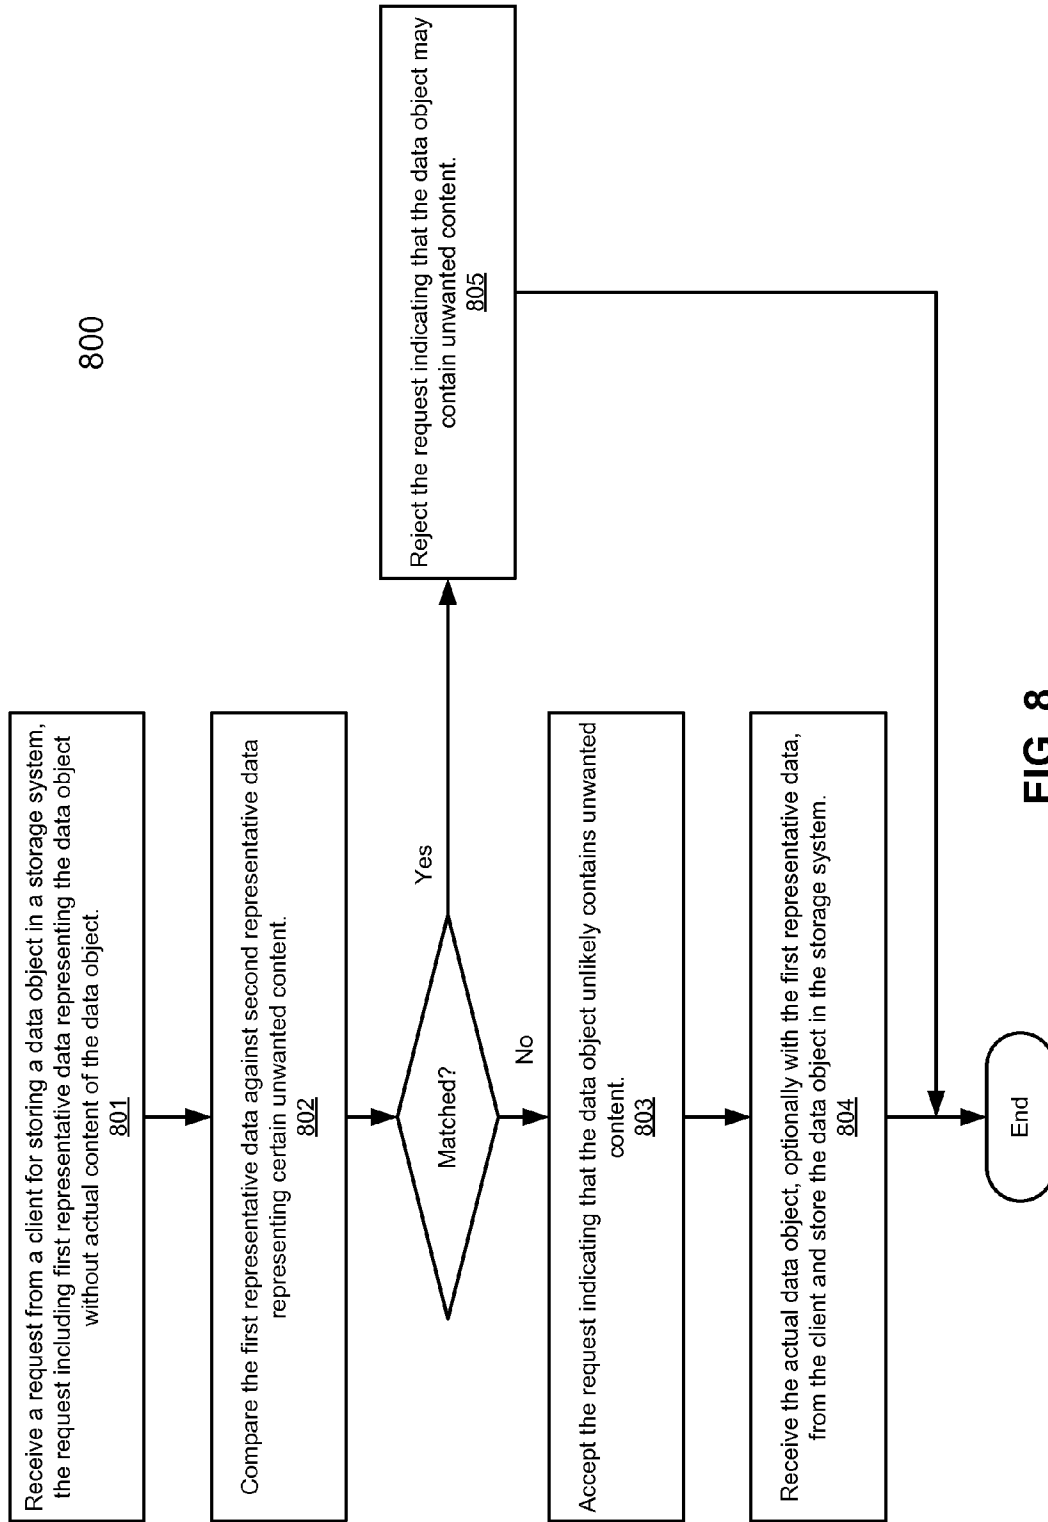 800
Receive a request from a client for storing a data object in a storage system,
the request including first representative data representing the data object
without actual content of the data object.
801
Compare the first representative data against second representative data
representing certain unwanted content.
802
Matched?
Yes
Reject the request indicating that the data object may
contain unwanted content.
805
No
Accept the request indicating that the data object unlikely contains unwanted
content.
803
Receive the actual data object, optionally with the first representative data,
from the client and store the data object in the storage system.
804
End
FIG. 8